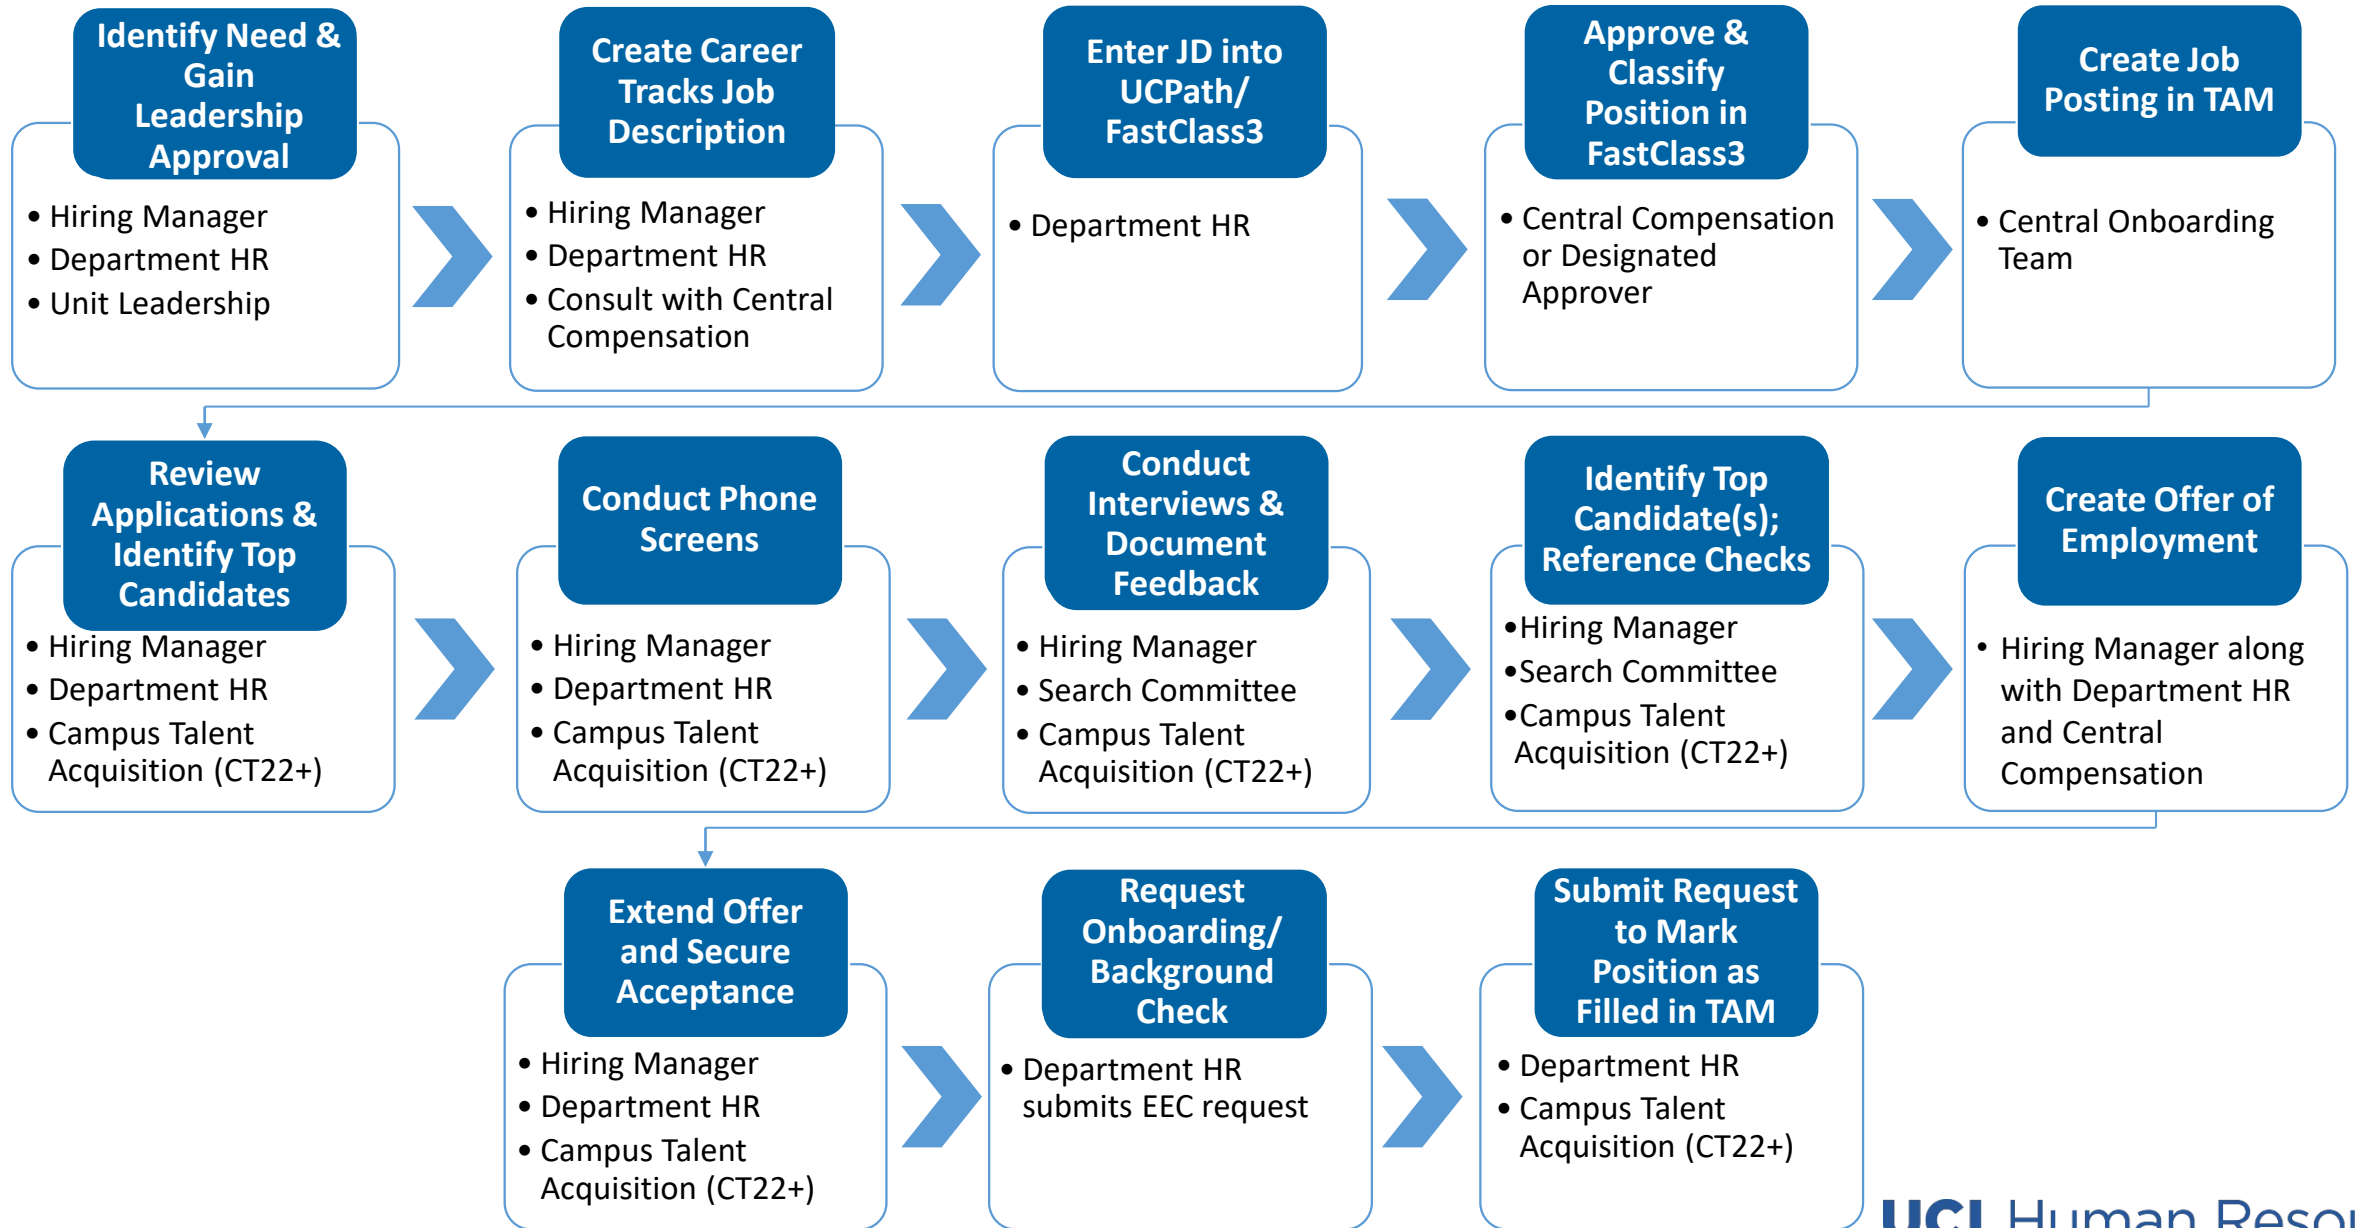 Identify Need &
Gain
Leadership
Approval
• Hiring Manager
• Department HR
• Unit Leadership
Create Career
Tracks Job
Description
• Hiring Manager
• Department HR
• Consult with Central
Compensation
Enter JD into
UCPath/
FastClass3
• Department HR
Approve &
Classify
Position in
FastClass3
• Central Compensation
or Designated
Approver
Create Job
Posting in TAM
• Central Onboarding
Team
Review
Applications &
Identify Top
Candidates
• Hiring Manager
• Department HR
• Campus Talent
Acquisition (CT22+)
Conduct Phone
Screens
• Hiring Manager
• Department HR
• Campus Talent
Acquisition (CT22+)
Conduct
Interviews &
Document
Feedback
• Hiring Manager
• Search Committee
• Campus Talent
Acquisition (CT22+)
Identify Top
Candidate(s);
Reference Checks
•Hiring Manager
•Search Committee
•Campus Talent
Acquisition (CT22+)
Create Offer of
Employment
• Hiring Manager along
with Department HR
and Central
Compensation
Extend Offer
and Secure
Acceptance
• Hiring Manager
• Department HR
• Campus Talent
Acquisition (CT22+)
Request
Onboarding/
Background
Check
• Department HR
submits EEC request
Submit Request
to Mark
Position as
Filled in TAM
• Department HR
• Campus Talent
Acquisition (CT22+)
UCI Human Resou